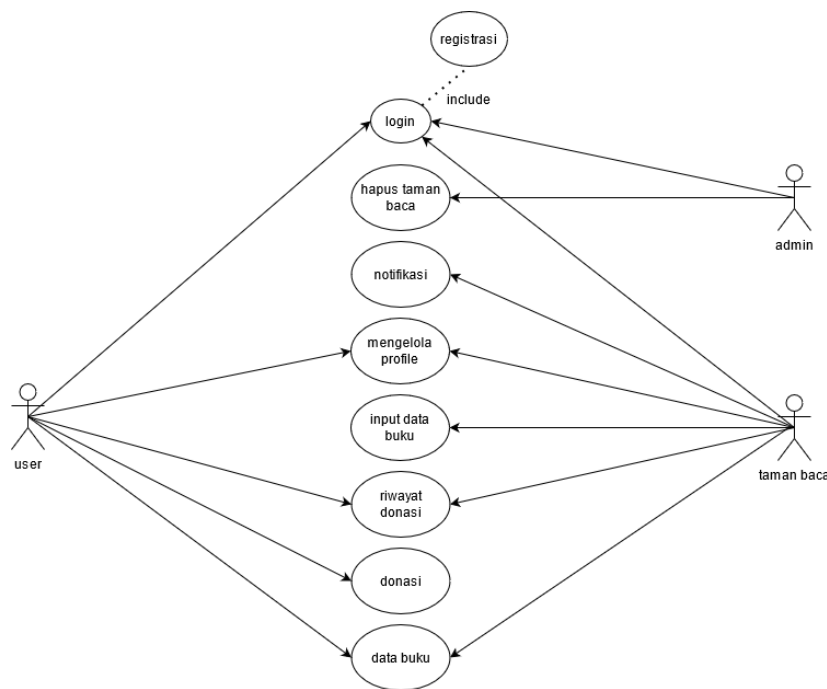 registrasi
include
login
hapus taman
baca
admin
notifikasi
mengelola
profile
input data
buku
user
taman baca
riwayat
donasi
donasi
data buku